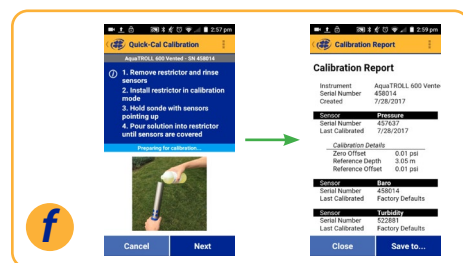 2:57 pm
Quick-Cal Calibration
AquaTROLL 600 Vented - SN 458014
1. Remove restrictor and rinse
sensors
2. Install restrictor in calibration
mode
3. Hold sonde with sensors
pointing up
4. Pour solution into restrictor
until sensors are covered
Preparing for calibration...
Cancel Next
f
2:59 pm
Calibration Report
Calibration Report
Instrument AquaTROLL 600 Vente
Serial Number 458014
Created 7/28/2017
Sensor Pressure
Serial Number 457637
Last Calibrated 7/28/2017
Calibration Details
Zero Offset 0.01 psi
Reference Depth 3.05 m
Reference Offset 0.01 psi
Sensor Baro
Serial Number 458014
Last Calibrated Factory Defaults
Sensor Turbidity
Serial Number 522881
Last Calibrated Factory Defaults
Close Save to...